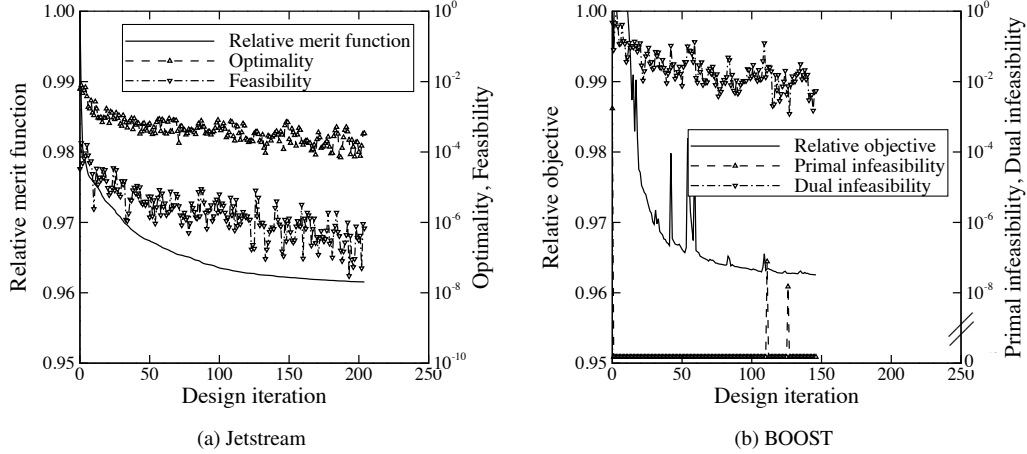 1.00
0.99
0.98
0.97
0.96
0.95
Relative merit function
Relative merit function
Optimality
Feasibility
10^0
10^-2
10^-4
10^-6
10^-8
10^-10
Optimality, Feasibility
0 50 100 150 200 250
Design iteration
(a) Jetstream
1.00
0.99
0.98
0.97
0.96
0.95
Relative objective
Relative objective
Primal infeasibility
Dual infeasibility
10^0
10^-2
10^-4
10^-6
10^-8
0
Primal infeasibility, Dual infeasibility
0 50 100 150 200 250
Design iteration
(b) BOOST